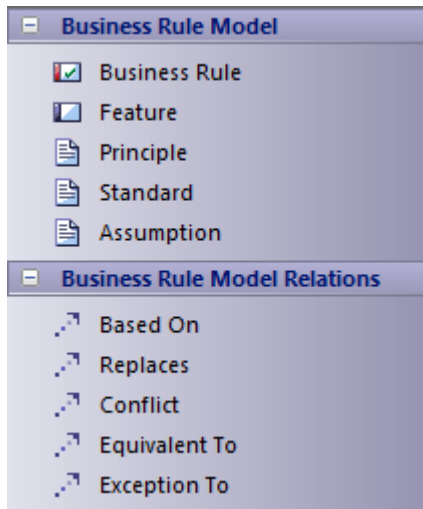 Business Rule Model
Business Rule
Feature
Principle
Standard
Assumption
Business Rule Model Relations
Based On
Replaces
Conflict
Equivalent To
Exception To